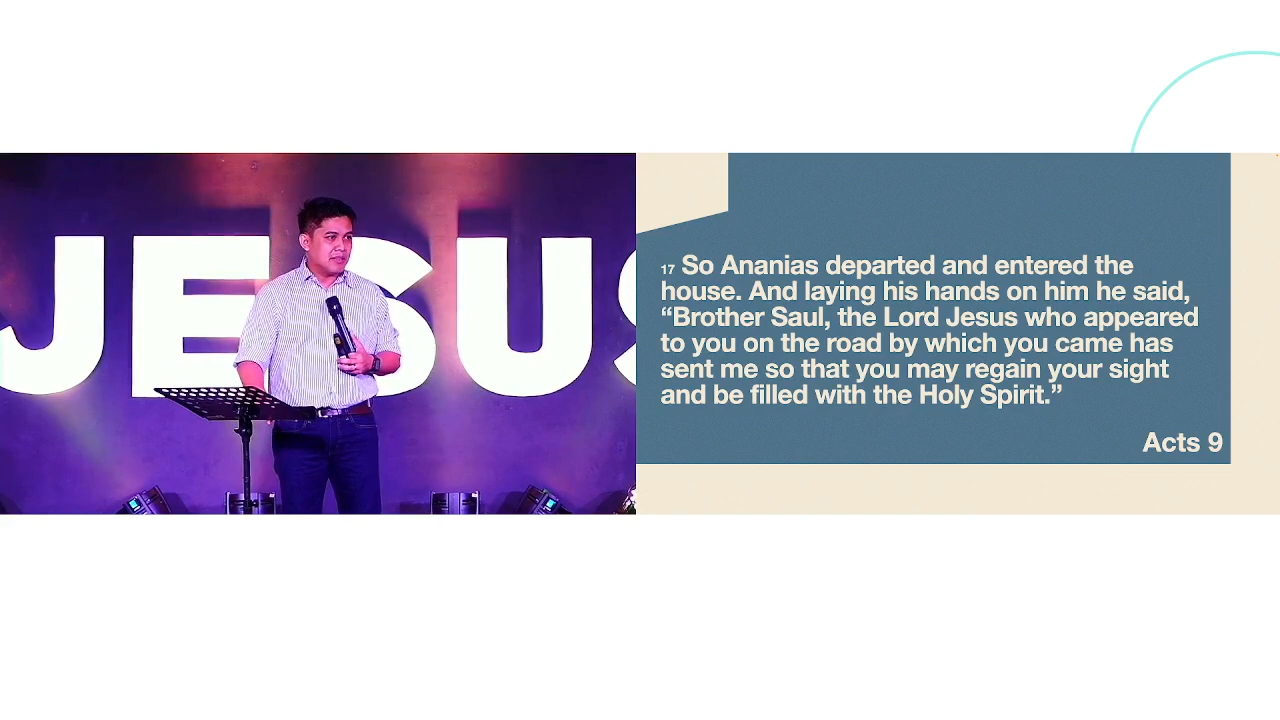 JESUS
17 So Ananias departed and entered the
house. And laying his hands on him he said,
“Brother Saul, the Lord Jesus who appeared
to you on the road by which you came has
sent me so that you may regain your sight
and be filled with the Holy Spirit.”
Acts 9